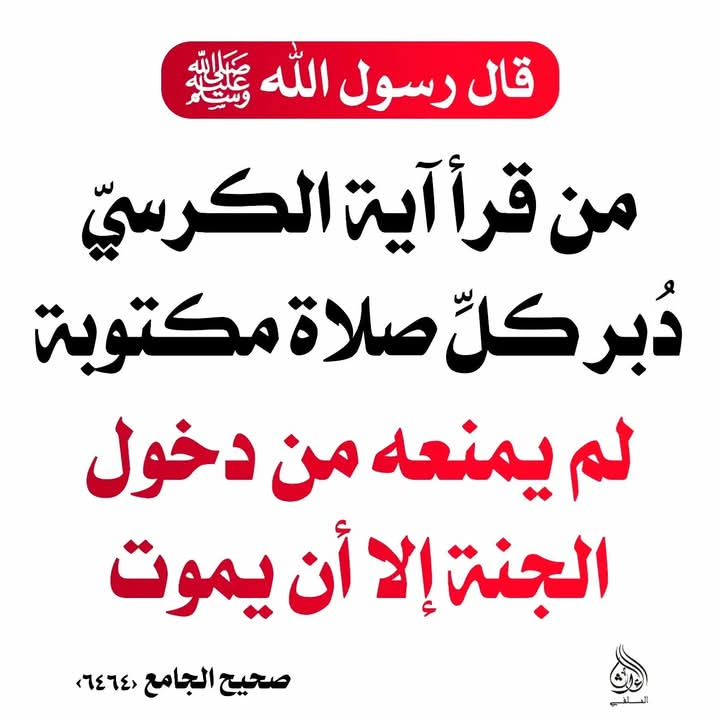 قال رسول الله ﷺ
من قرأ آية الكرسيّ
دُبر كلِّ صلاة مكتوبة
لم يمنعه من دخول
الجنة إلا أن يموت
صحيح الجامع ‹٦٤٦٤›
السلفي